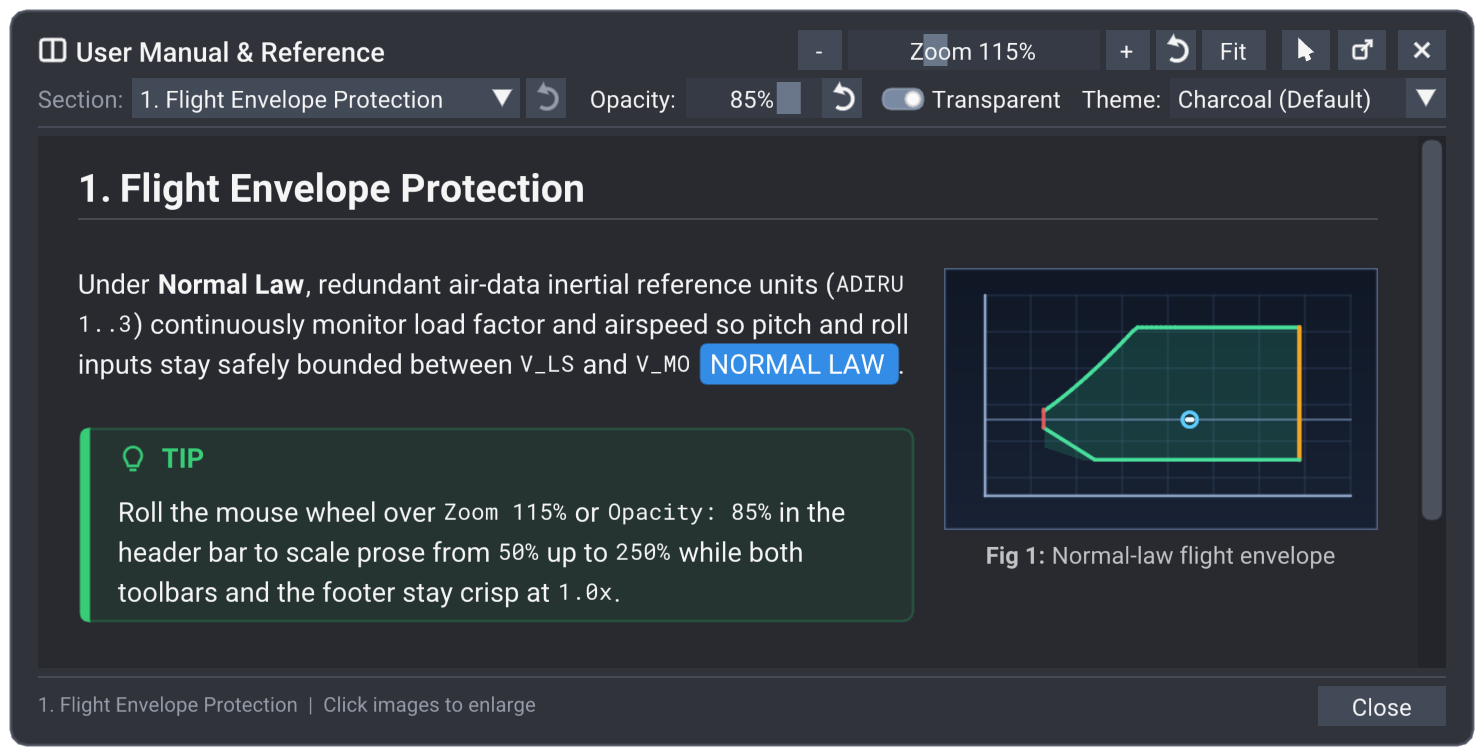 User Manual & Reference
- Zoom 115% + Fit
Section: 1. Flight Envelope Protection Opacity: 85% Transparent Theme: Charcoal (Default)
1. Flight Envelope Protection
Under Normal Law, redundant air-data inertial reference units (ADIRU
1..3) continuously monitor load factor and airspeed so pitch and roll
inputs stay safely bounded between V_LS and V_MO NORMAL LAW.
TIP
Roll the mouse wheel over Zoom 115% or Opacity: 85% in the
header bar to scale prose from 50% up to 250% while both
toolbars and the footer stay crisp at 1.0x.
Fig 1: Normal-law flight envelope
1. Flight Envelope Protection | Click images to enlarge
Close